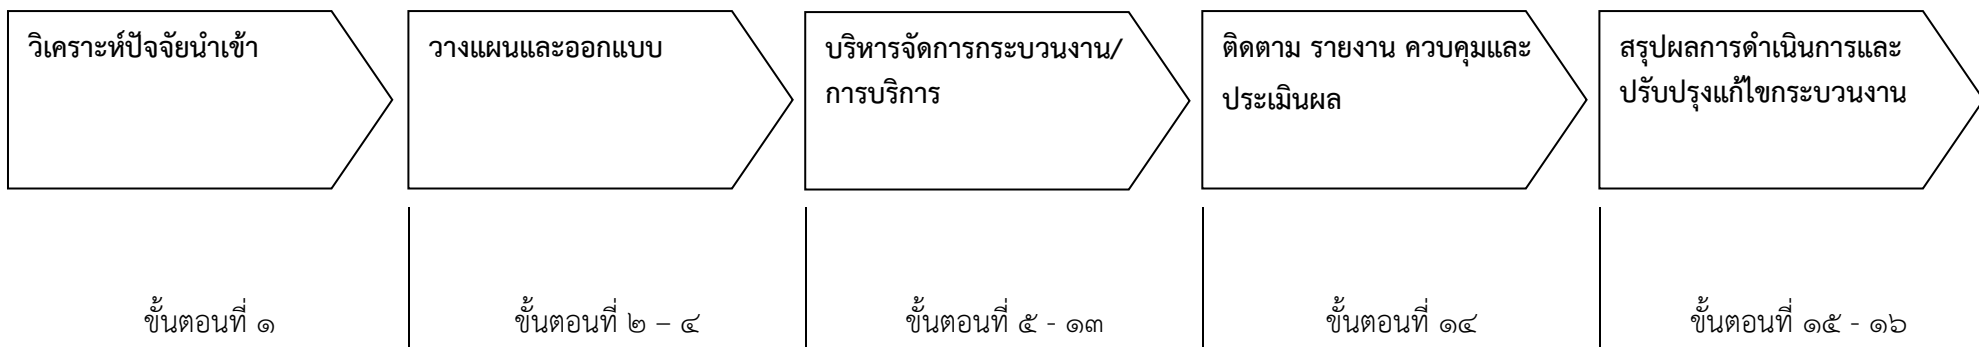 วิเคราะห์ปัจจัยนำเข้า
วางแผนและออกแบบ
บริหารจัดการกระบวนงาน/
การบริการ
ติดตาม รายงาน ควบคุมและ
ประเมินผล
สรุปผลการดำเนินการและ
ปรับปรุงแก้ไขกระบวนงาน
ขั้นตอนที่ ๑
ขั้นตอนที่ ๒ – ๔
ขั้นตอนที่ ๕ - ๑๓
ขั้นตอนที่ ๑๔
ขั้นตอนที่ ๑๕ - ๑๖